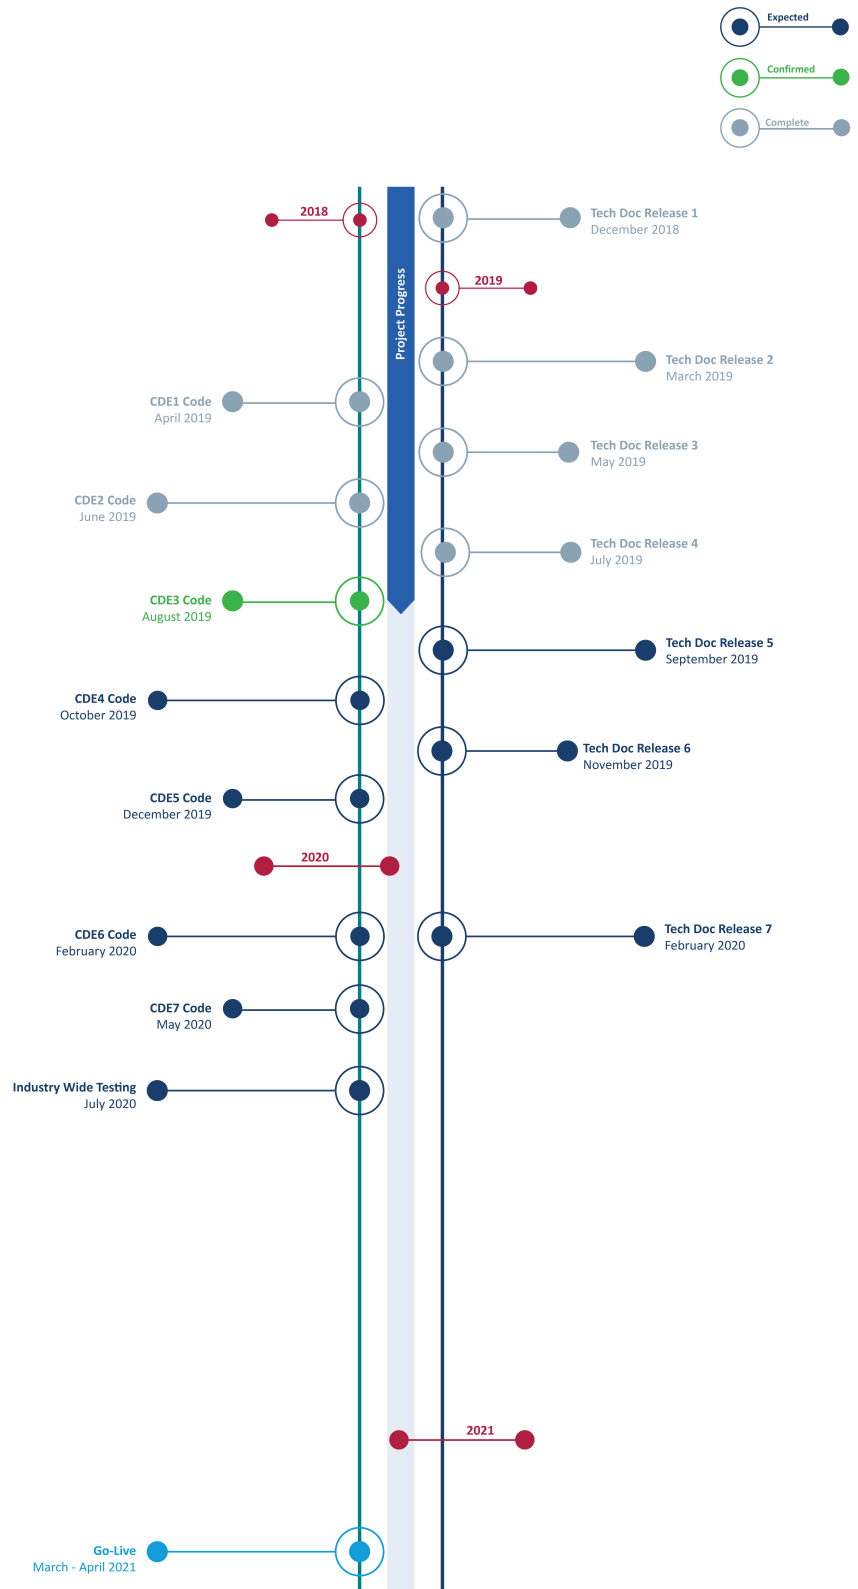 Expected
Confirmed
Complete
2018
Tech Doc Release 1
December 2018
Project Progress
2019
Tech Doc Release 2
March 2019
CDE1 Code
April 2019
Tech Doc Release 3
May 2019
CDE2 Code
June 2019
Tech Doc Release 4
July 2019
CDE3 Code
August 2019
Tech Doc Release 5
September 2019
CDE4 Code
October 2019
Tech Doc Release 6
November 2019
CDE5 Code
December 2019
2020
CDE6 Code
February 2020
Tech Doc Release 7
February 2020
CDE7 Code
May 2020
Industry Wide Testing
July 2020
2021
Go-Live
March - April 2021